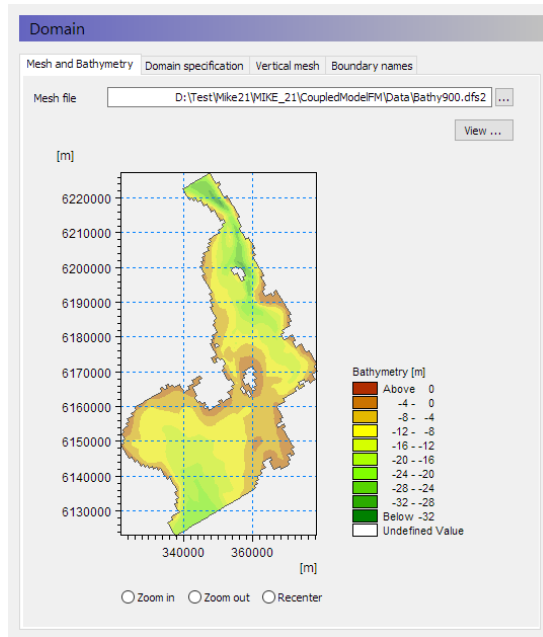 Domain
Mesh and Bathymetry Domain specification Vertical mesh Boundary names
Mesh file D:\Test\Mike21\MIKE_21\CoupledModelFM\Data\Bathy900.dfs2 ...
View ...
[m]
6220000
6210000
6200000
6190000
6180000
6170000
6160000
6150000
6140000
6130000
340000 360000
[m]
Bathymetry [m]
Above 0
-4 - 0
-8 - -4
-12 - -8
-16 - -12
-20 - -16
-24 - -20
-28 - -24
-32 - -28
Below -32
Undefined Value
Zoom in Zoom out Recenter